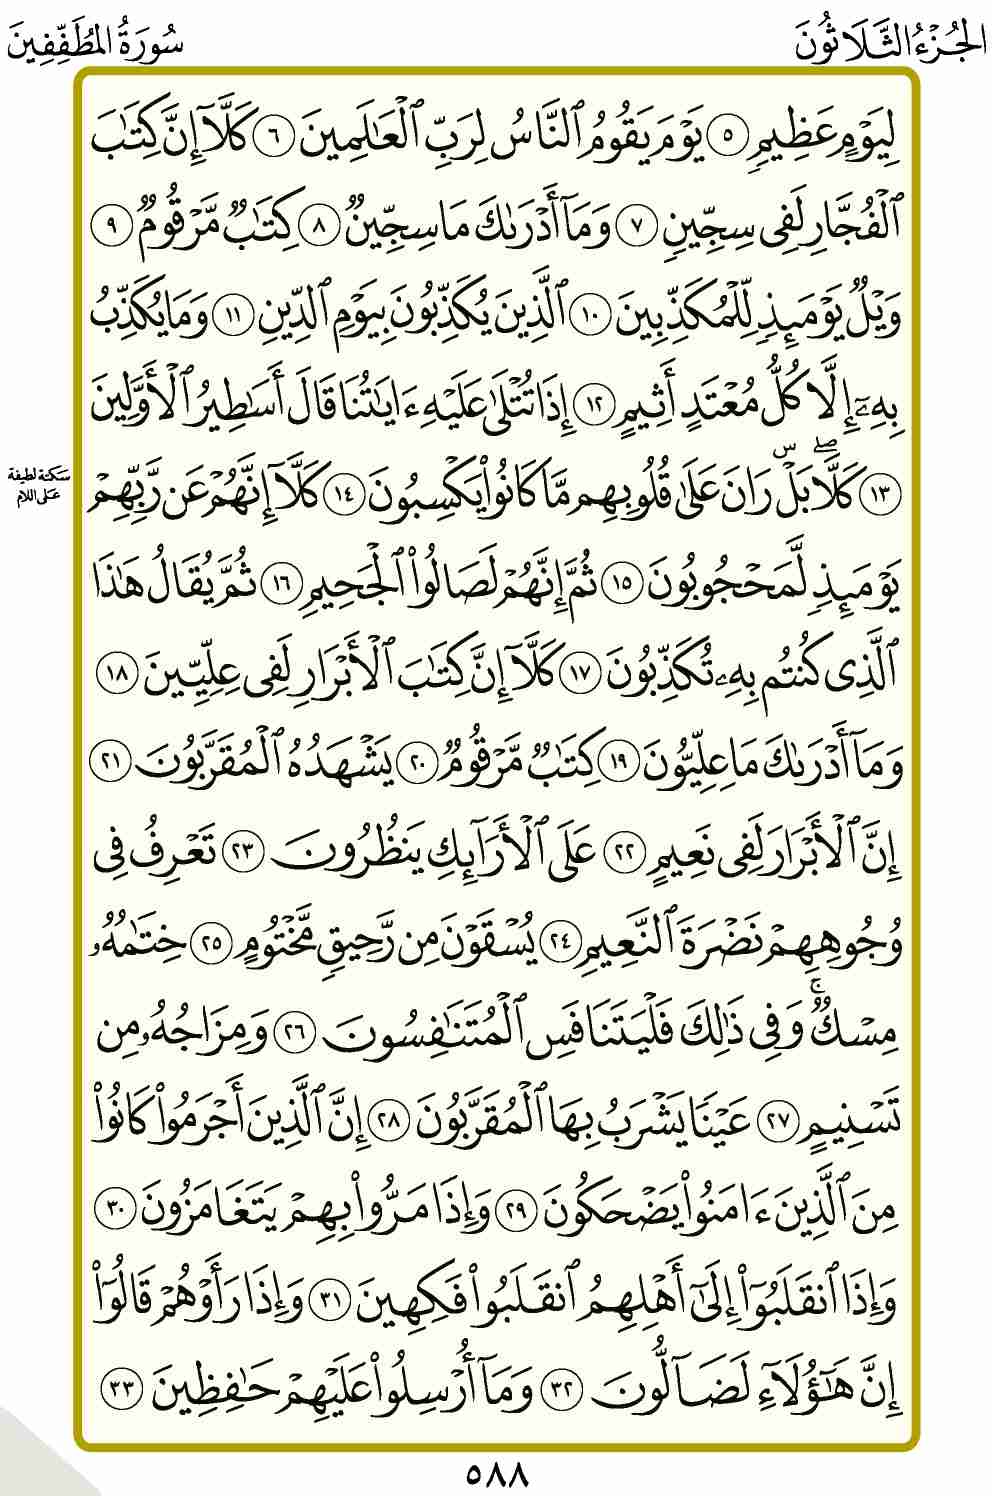 الجُزْءُ الثَّلَاثُونَ
سُورَةُ المُطَفِّفِينَ
لِيَوْمٍ عَظِيمٍ ٥ يَوْمَ يَقُومُ ٱلنَّاسُ لِرَبِّ ٱلْعَٰلَمِينَ ٦ كَلَّآ إِنَّ كِتَٰبَ
ٱلْفُجَّارِ لَفِى سِجِّينٍ ٧ وَمَآ أَدْرَىٰكَ مَا سِجِّينٌ ٨ كِتَٰبٌ مَّرْقُومٌ ٩
وَيْلٌ يَوْمَئِذٍ لِّلْمُكَذِّبِينَ ١٠ ٱلَّذِينَ يُكَذِّبُونَ بِيَوْمِ ٱلدِّينِ ١١ وَمَا يُكَذِّبُ
بِهِۦٓ إِلَّا كُلُّ مُعْتَدٍ أَثِيمٍ ١٢ إِذَا تُتْلَىٰ عَلَيْهِ ءَايَٰتُنَا قَالَ أَسَٰطِيرُ ٱلْأَوَّلِينَ
١٣ كَلَّا ۖ بَلْ ۜ رَانَ عَلَىٰ قُلُوبِهِم مَّا كَانُوا۟ يَكْسِبُونَ ١٤ كَلَّآ إِنَّهُمْ عَن رَّبِّهِمْ
سكتة لطيفة
على اللام
يَوْمَئِذٍ لَّمَحْجُوبُونَ ١٥ ثُمَّ إِنَّهُمْ لَصَالُوا۟ ٱلْجَحِيمِ ١٦ ثُمَّ يُقَالُ هَٰذَا
ٱلَّذِى كُنتُم بِهِۦ تُكَذِّبُونَ ١٧ كَلَّآ إِنَّ كِتَٰبَ ٱلْأَبْرَارِ لَفِى عِلِّيِّينَ ١٨
وَمَآ أَدْرَىٰكَ مَا عِلِّيُّونَ ١٩ كِتَٰبٌ مَّرْقُومٌ ٢٠ يَشْهَدُهُ ٱلْمُقَرَّبُونَ ٢١
إِنَّ ٱلْأَبْرَارَ لَفِى نَعِيمٍ ٢٢ عَلَى ٱلْأَرَآئِكِ يَنظُرُونَ ٢٣ تَعْرِفُ فِى
وُجُوهِهِمْ نَضْرَةَ ٱلنَّعِيمِ ٢٤ يُسْقَوْنَ مِن رَّحِيقٍ مَّخْتُومٍ ٢٥ خِتَٰمُهُۥ
مِسْكٌ ۚ وَفِى ذَٰلِكَ فَلْيَتَنَافَسِ ٱلْمُتَنَٰفِسُونَ ٢٦ وَمِزَاجُهُۥ مِن
تَسْنِيمٍ ٢٧ عَيْنًا يَشْرَبُ بِهَا ٱلْمُقَرَّبُونَ ٢٨ إِنَّ ٱلَّذِينَ أَجْرَمُوا۟ كَانُوا۟
مِنَ ٱلَّذِينَ ءَامَنُوا۟ يَضْحَكُونَ ٢٩ وَإِذَا مَرُّوا۟ بِهِمْ يَتَغَامَزُونَ ٣٠
وَإِذَا ٱنقَلَبُوٓا۟ إِلَىٰٓ أَهْلِهِمُ ٱنقَلَبُوا۟ فَكِهِينَ ٣١ وَإِذَا رَأَوْهُمْ قَالُوٓا۟
إِنَّ هَٰٓؤُلَآءِ لَضَآلُّونَ ٣٢ وَمَآ أُرْسِلُوا۟ عَلَيْهِمْ حَٰفِظِينَ ٣٣
٥٨٨